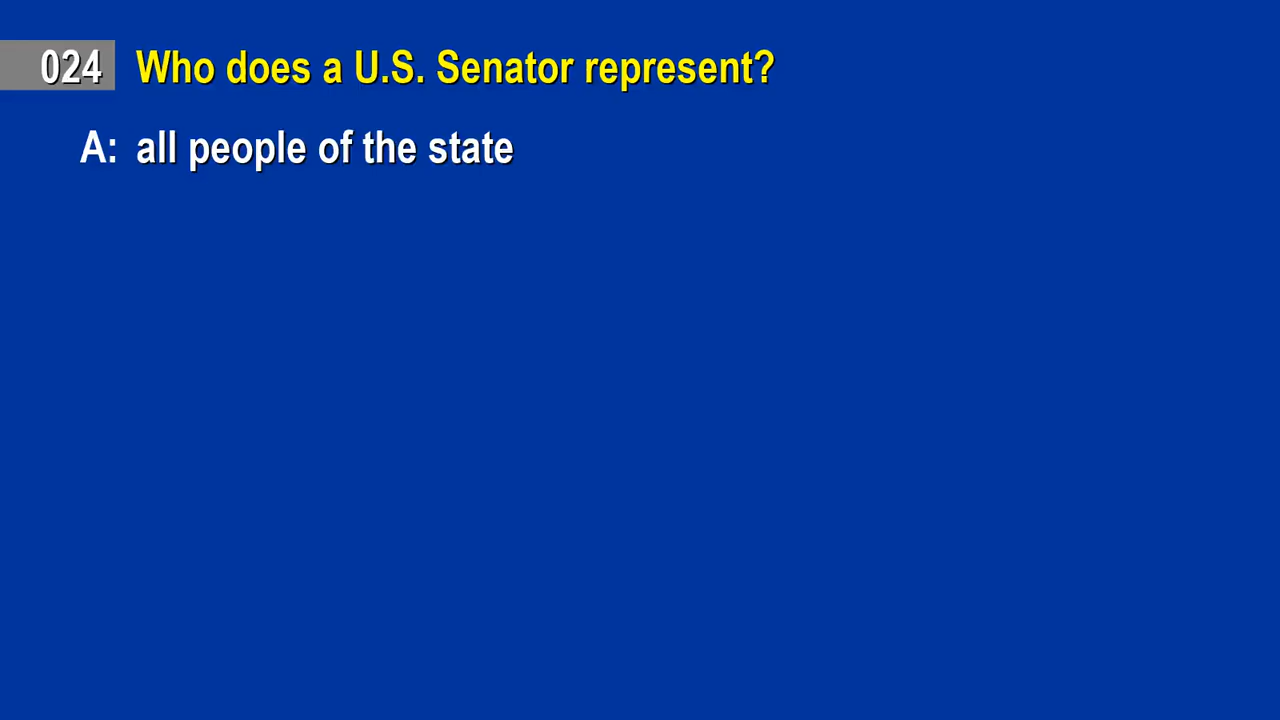 024 Who does a U.S. Senator represent?
A: all people of the state